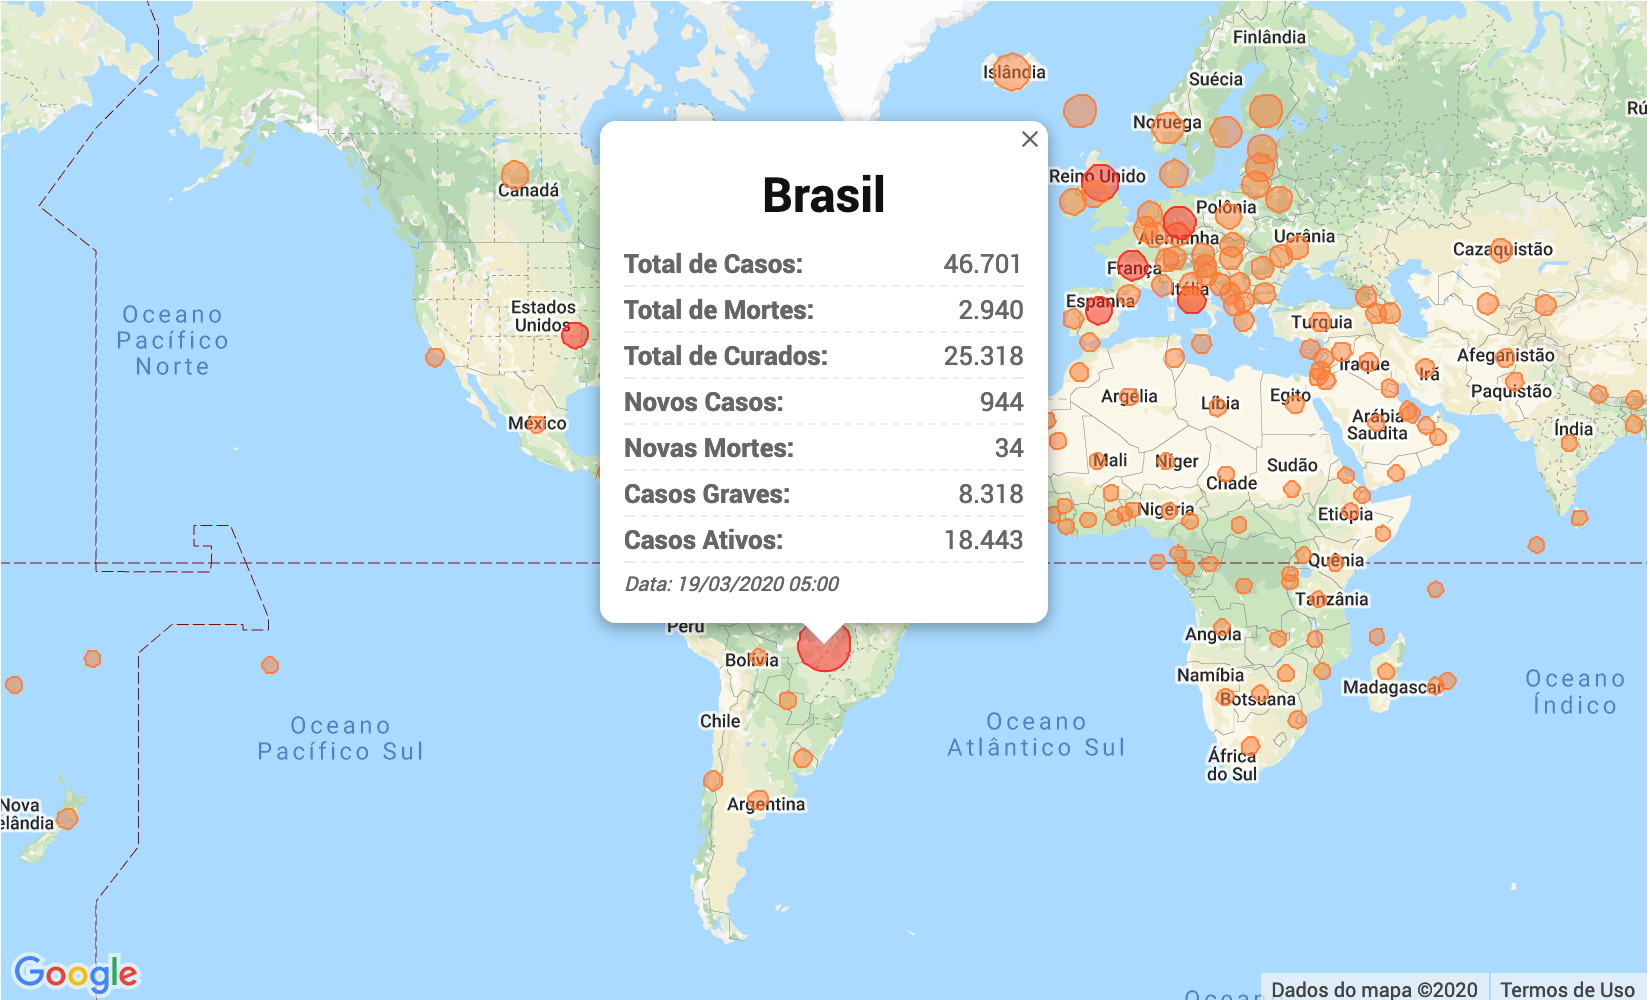 Finlândia
Islândia
Suécia
Rú
Noruega
Reino Unido
Canadá
Polônia
Alemanha
Ucrânia
Cazaquistão
França
Itália
Espanha
Estados
Unidos
Turquia
Oceano
Pacífico
Norte
Afeganistão
Iraque
Irã
Paquistão
Argélia
Líbia
Egito
México
Arábia
Saudita
Índia
Mali
Níger
Sudão
Chade
Nigéria
Etiópia
Quênia
Tanzânia
Brasil
Total de Casos: 46.701
Total de Mortes: 2.940
Total de Curados: 25.318
Novos Casos: 944
Novas Mortes: 34
Casos Graves: 8.318
Casos Ativos: 18.443
Data: 19/03/2020 05:00
Peru
Angola
Bolívia
Namíbia
Botsuana
Madagascar
Oceano
Índico
Chile
Oceano
Pacífico Sul
Oceano
Atlântico Sul
África
do Sul
Argentina
Nova
elândia
Google
Ocean
Dados do mapa ©2020
Termos de Uso